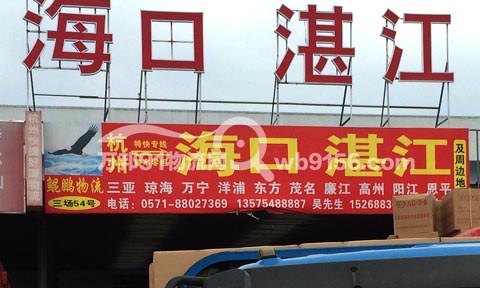 海口 湛江
杭州 特快专线 海口 湛江
及周边地
鲲鹏物流
三场54号
三亚 琼海 万宁 洋浦 东方 茂名 廉江 高州 阳江 恩平
电话：0571-88027369 13575488887 吴先生 1526883
wb9156.com